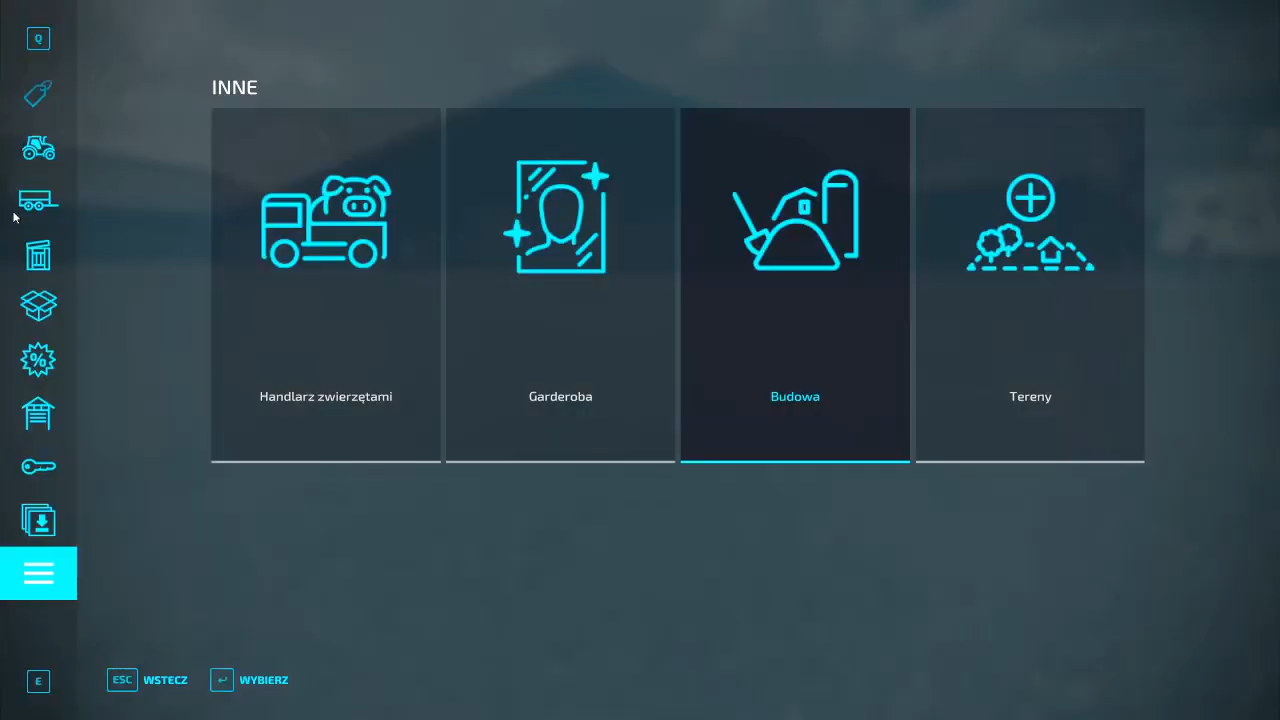 Q
INNE
Handlarz zwierzętami
Garderoba
Budowa
Tereny
%
E
ESC WSTECZ
↵ WYBIERZ